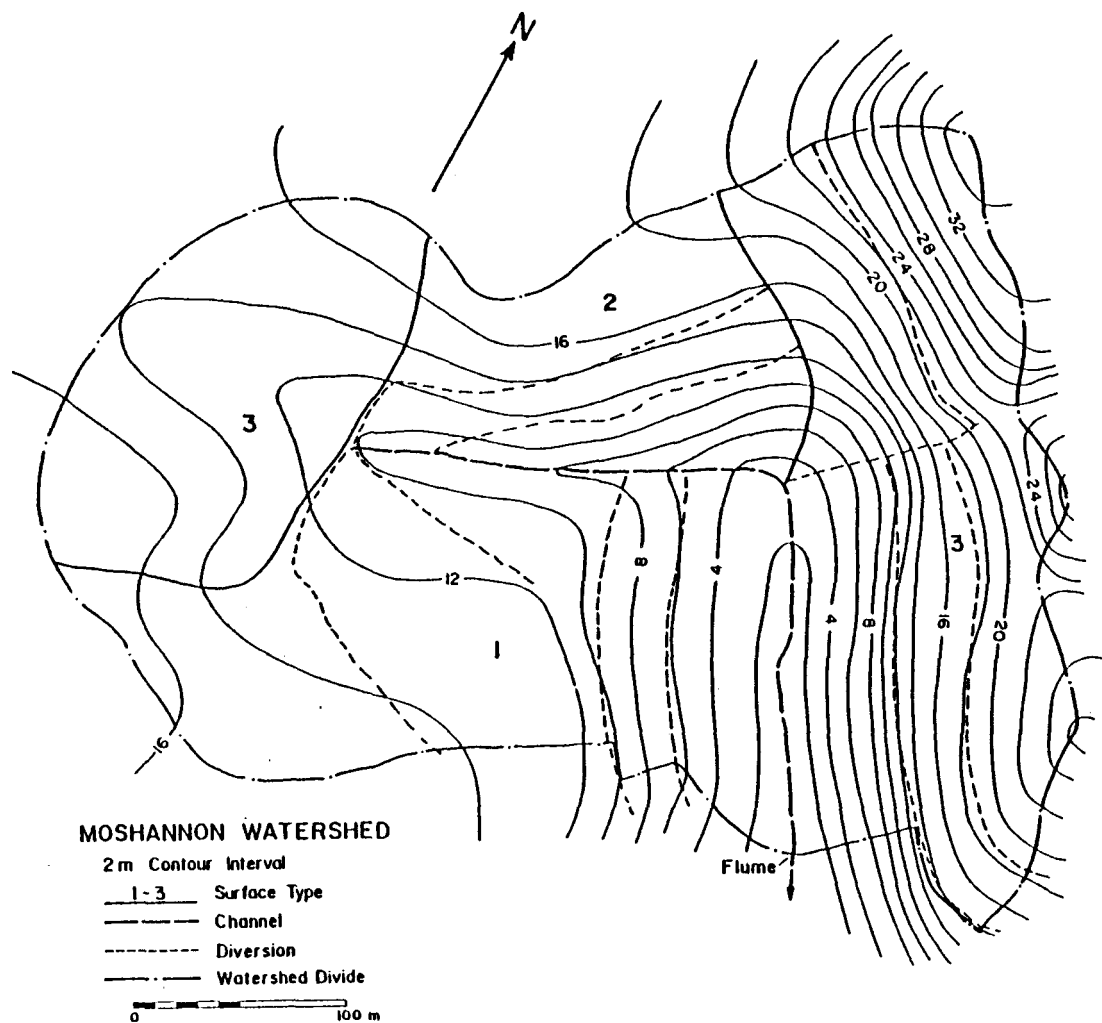 N
32
28
24
20
2
16
3
24
3
8
4
12
4
8
16
20
1
16
MOSHANNON WATERSHED
2m Contour Interval
1-3 Surface Type
Channel
Diversion
Watershed Divide
0 100 m
Flume